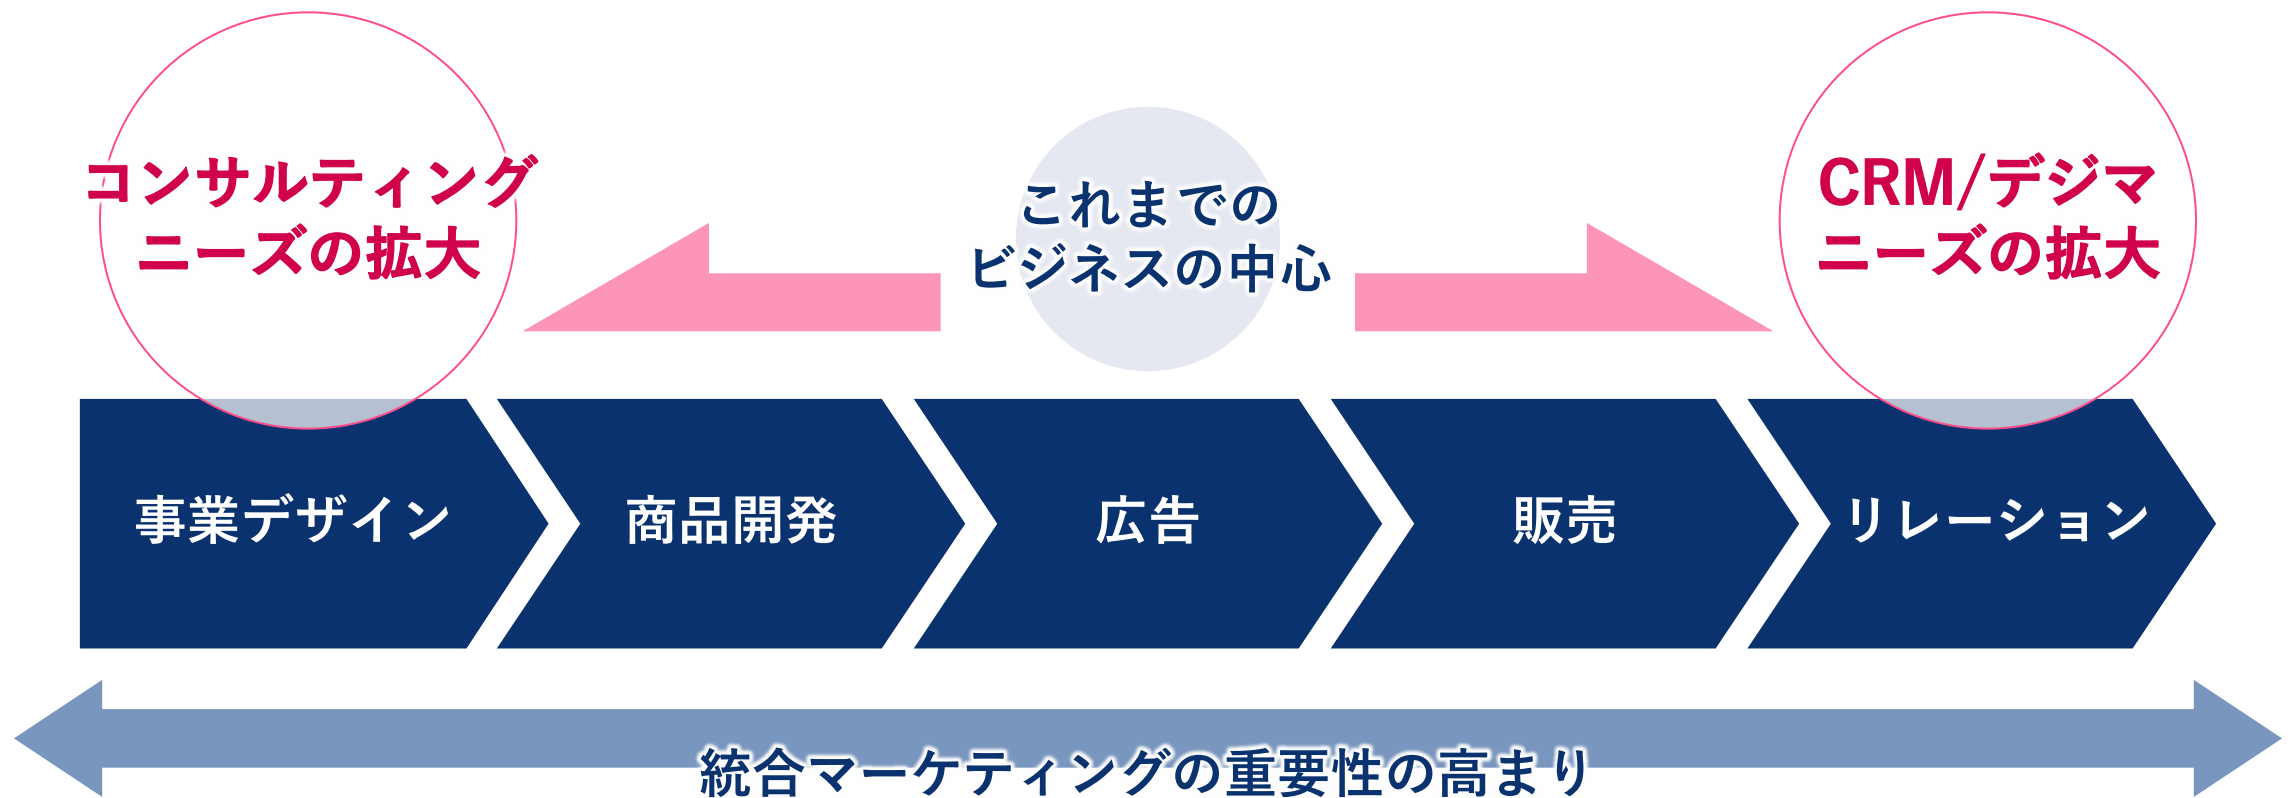 コンサルティング
ニーズの拡大
これまでの
ビジネスの中心
CRM/デジマ
ニーズの拡大
事業デザイン
商品開発
広告
販売
リレーション
統合マーケティングの重要性の高まり